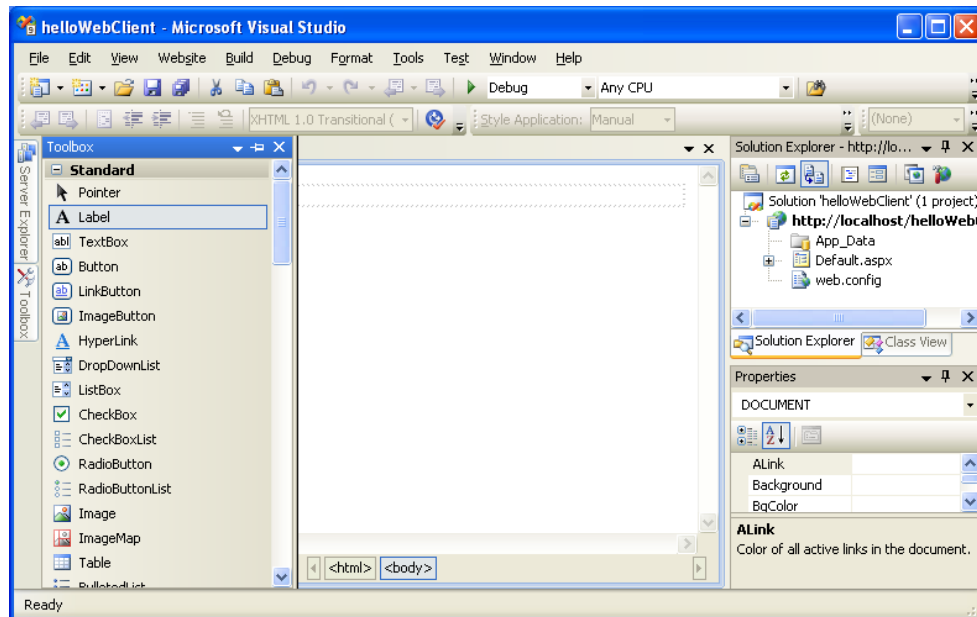 helloWebClient - Microsoft Visual Studio
File Edit View Website Build Debug Format Tools Test Window Help
Debug Any CPU
XHTML 1.0 Transitional ( Style Application: Manual (None)
Server Explorer
Toolbox
Toolbox
Standard
Pointer
Label
TextBox
Button
LinkButton
ImageButton
HyperLink
DropDownList
ListBox
CheckBox
CheckBoxList
RadioButton
RadioButtonList
Image
ImageMap
Table
BulletedList
<html> <body>
Solution Explorer - http://lo...
Solution 'helloWebClient' (1 project)
http://localhost/helloWeb
App_Data
Default.aspx
web.config
Solution Explorer Class View
Properties
DOCUMENT
ALink
Background
BgColor
ALink
Color of all active links in the document.
Ready